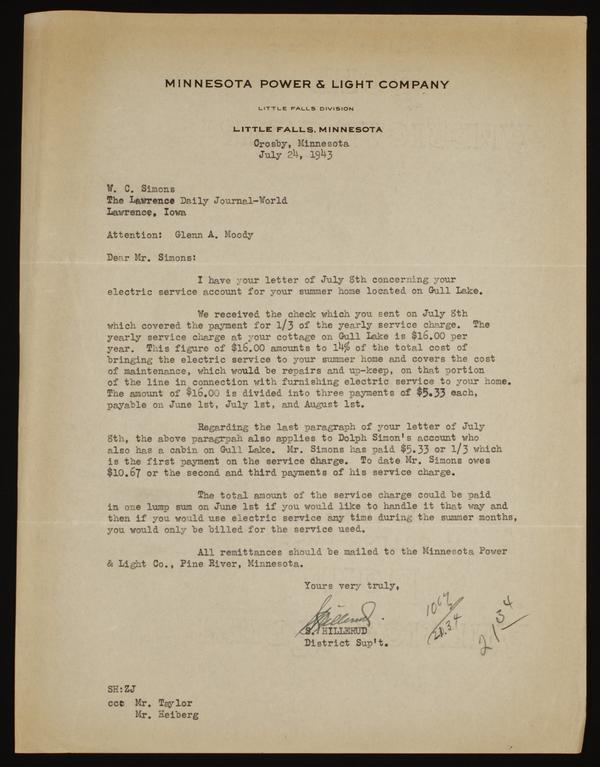 MINNESOTA POWER & LIGHT COMPANY
LITTLE FALLS DIVISION
LITTLE FALLS, MINNESOTA
Crosby, Minnesota
July 24, 1943
W. C. Simons
The Lawrence Daily Journal-World
Lawrence, Iowa
Attention: Glenn A. Moody
Dear Mr. Simons:
I have your letter of July 8th concerning your
electric service account for your summer home located on Gull Lake.
We received the check which you sent on July 8th
which covered the payment for 1/3 of the yearly service charge. The
yearly service charge at your cottage on Gull Lake is $16.00 per
year. This figure of $16.00 amounts to 14% of the total cost of
bringing the electric service to your summer home and covers the cost
of maintenance, which would be repairs and up-keep, on that portion
of the line in connection with furnishing electric service to your home.
The amount of $16.00 is divided into three payments of $5.33 each,
payable on June 1st, July 1st, and August 1st.
Regarding the last paragraph of your letter of July
8th, the above paragrpah also applies to Dolph Simon's account who
also has a cabin on Gull Lake. Mr. Simons has paid $5.33 or 1/3 which
is the first payment on the service charge. To date Mr. Simons owes
$10.67 or the second and third payments of his service charge.
The total amount of the service charge could be paid
in one lump sum on June 1st if you would like to handle it that way and
then if you would use electric service any time during the summer months,
you would only be billed for the service used.
All remittances should be mailed to the Minnesota Power
& Light Co., Pine River, Minnesota.
Yours very truly,
S. HILLERUD
District Sup't.
21 34
SH:ZJ
cc: Mr. Taylor
Mr. Heiberg